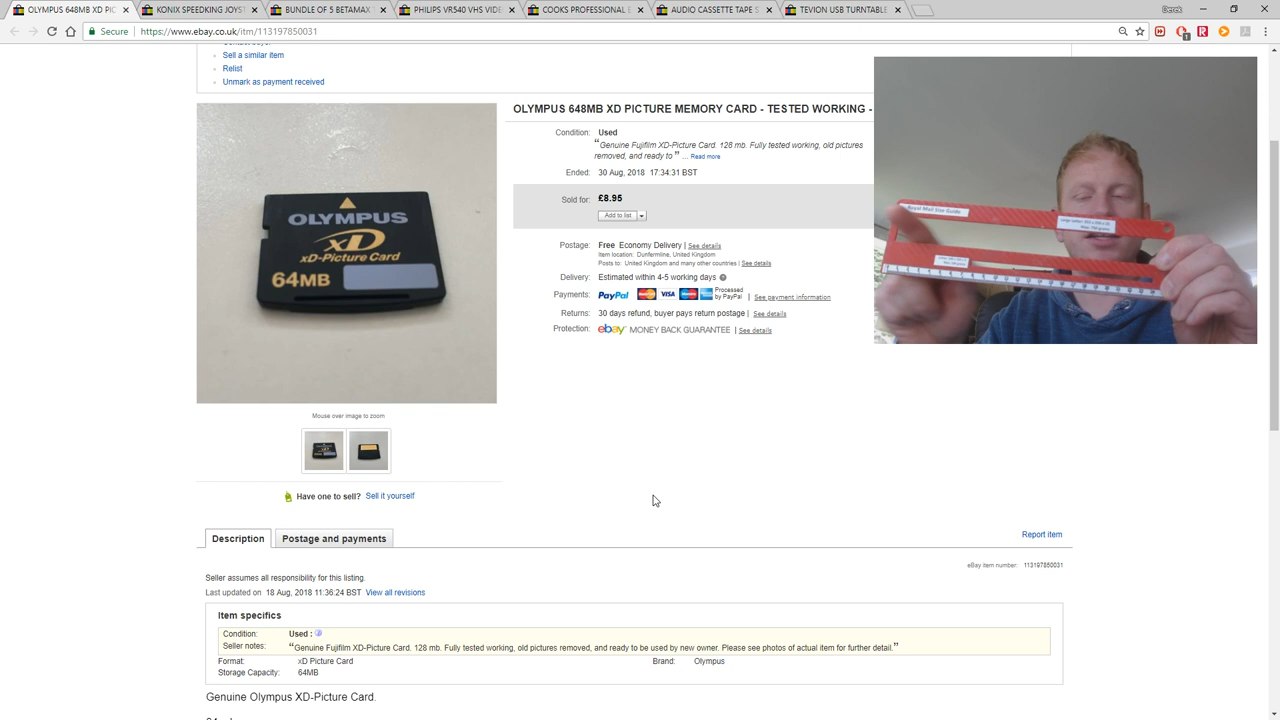 OLYMPUS 648MB XD PIC
KONIX SPEEDKING JOYST
BUNDLE OF 5 BETAMAX
PHILIPS VR540 VHS VIDE
COOKS PROFESSIONAL E
AUDIO CASSETTE TAPE S
TEVION USB TURNTABLE
Derek
Secure
https://www.ebay.co.uk/itm/113197850031
Sell a similar item
Relist
Unmark as payment received
OLYMPUS 648MB XD PICTURE MEMORY CARD - TESTED WORKING -
Condition: Used
“Genuine Fujifilm XD-Picture Card. 128 mb. Fully tested working, old pictures
removed, and ready to ” ... Read more
Ended: 30 Aug, 2018 17:34:31 BST
Sold for: £8.95
Add to list
Postage: Free Economy Delivery | See details
Item location: Dunfermline, United Kingdom
Posts to: United Kingdom and many other countries | See details
Delivery: Estimated within 4-5 working days
Payments: PayPal VISA Processed by PayPal | See payment information
Returns: 30 days refund, buyer pays return postage | See details
Protection: ebay MONEY BACK GUARANTEE | See details
OLYMPUS
xD
xD-Picture Card
64MB
Royal Mail Size Guide
Mouse over image to zoom
Have one to sell? Sell it yourself
Description
Postage and payments
Report item
eBay item number: 113197850031
Seller assumes all responsibility for this listing.
Last updated on 18 Aug, 2018 11:36:24 BST View all revisions
Item specifics
Condition: Used :
Seller notes: “Genuine Fujifilm XD-Picture Card. 128 mb. Fully tested working, old pictures removed, and ready to be used by new owner. Please see photos of actual item for further detail.”
Format: xD Picture Card
Brand: Olympus
Storage Capacity: 64MB
Genuine Olympus XD-Picture Card.